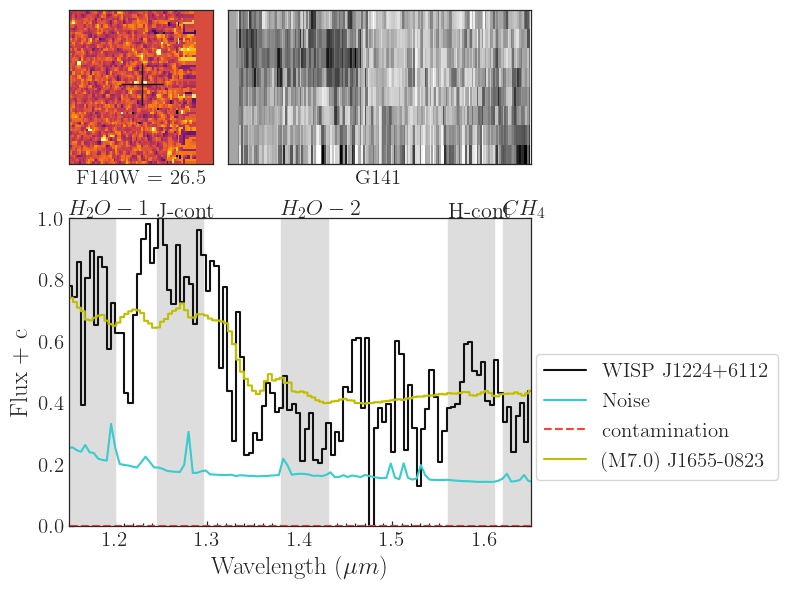 F140W = 26.5
G141
H₂O − 1
J-cont
H₂O − 2
H-cont
CH₄
1.0
0.8
0.6
0.4
0.2
0.0
Flux + c
1.2
1.3
1.4
1.5
1.6
Wavelength (μm)
WISP J1224+6112
Noise
contamination
(M7.0) J1655-0823